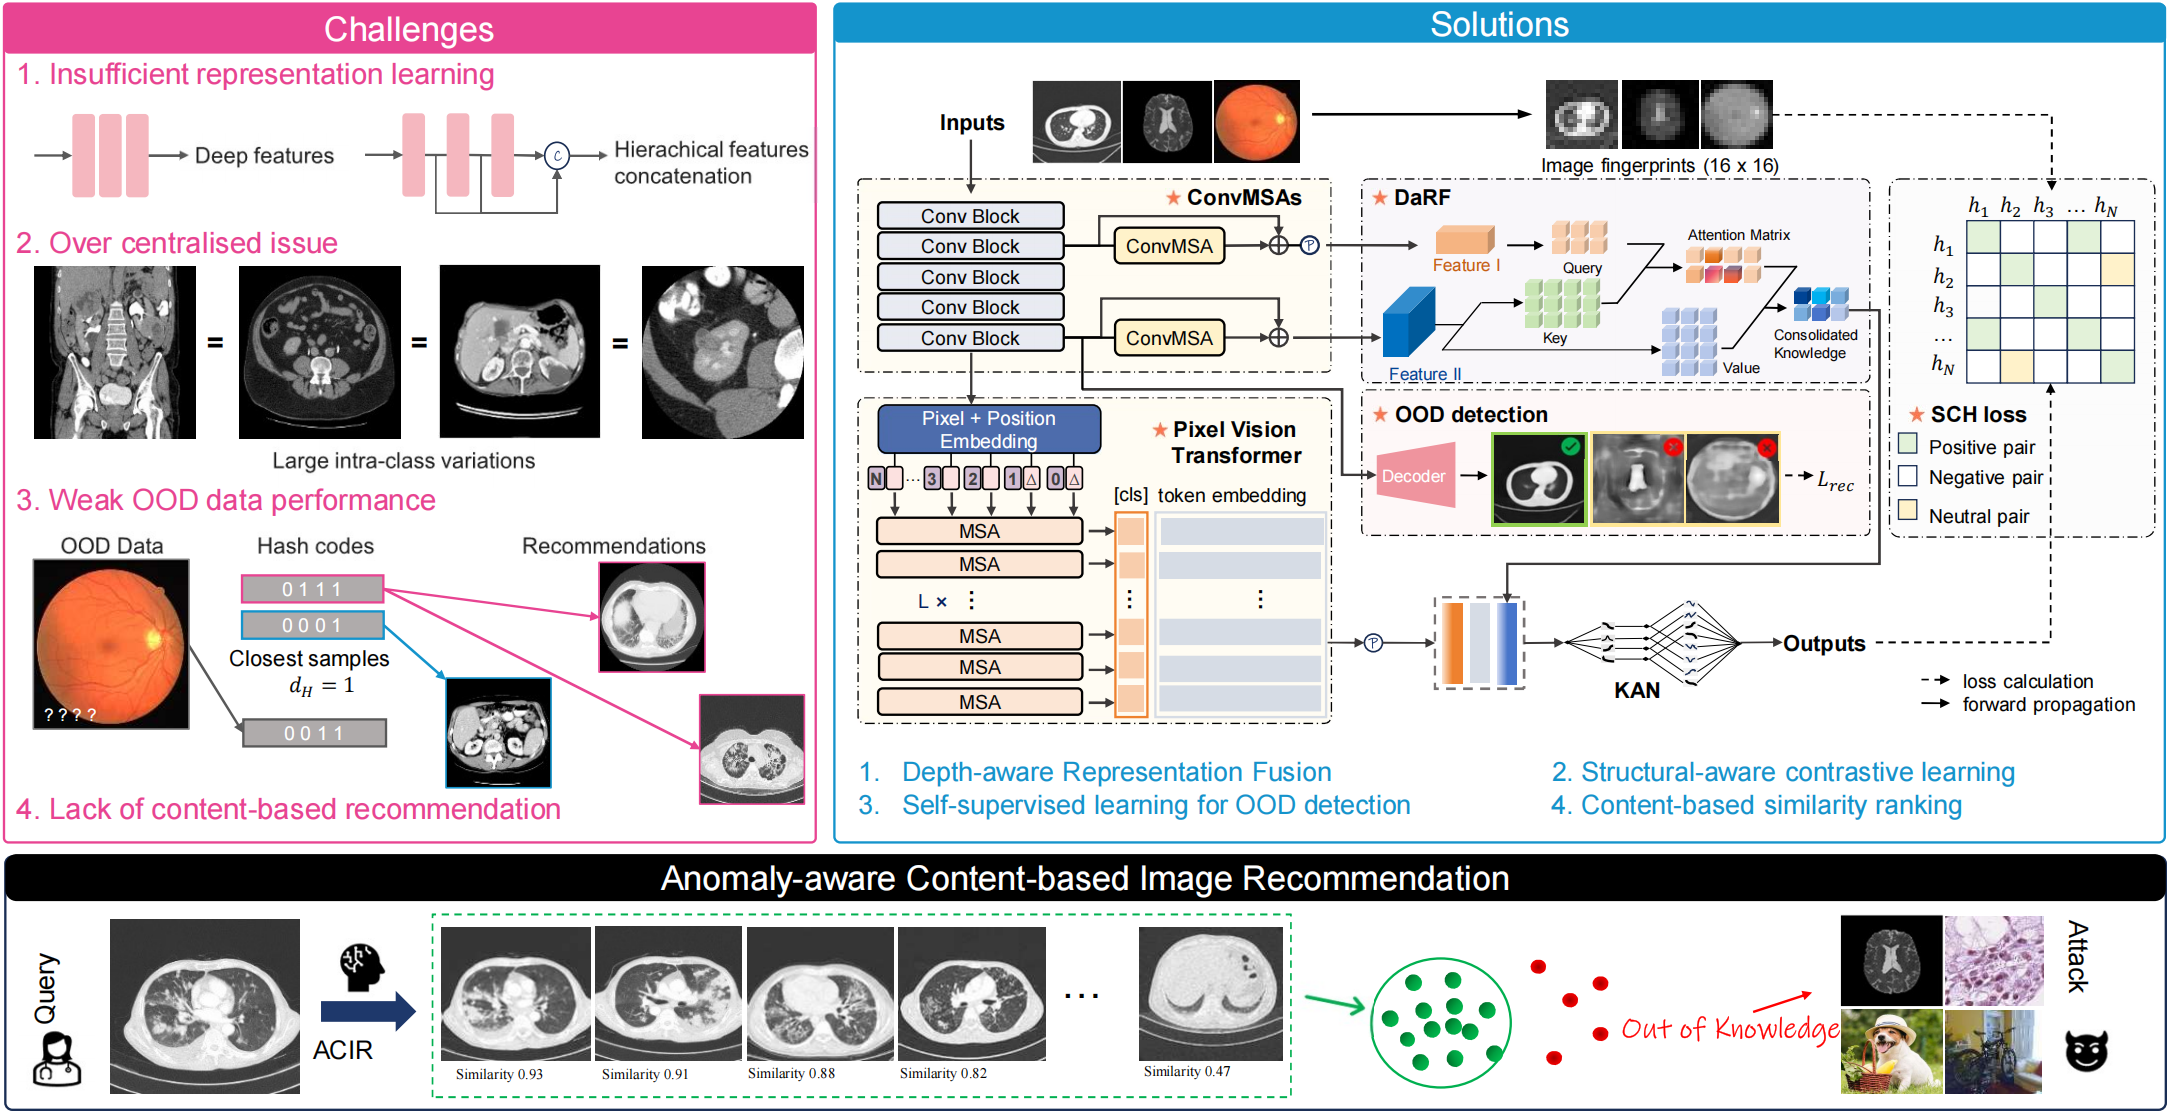 Challenges
1. Insufficient representation learning
Deep features
C
Hierachical features
concatenation
2. Over centralised issue
= = =
Large intra-class variations
3. Weak OOD data performance
OOD Data
Hash codes
Recommendations
0 1 1 1
0 0 0 1
Closest samples
d_H = 1
? ? ? ?
0 0 1 1
4. Lack of content-based recommendation
Solutions
Inputs
Image fingerprints (16 x 16)
ConvMSAs
Conv Block
Conv Block
Conv Block
Conv Block
Conv Block
ConvMSA
ConvMSA
P
DaRF
Feature I
Query
Attention Matrix
Feature II
Key
Value
Consolidated
Knowledge
h_1 h_2 h_3 ... h_N
h_1
h_2
h_3
...
h_N
SCH loss
Positive pair
Negative pair
Neutral pair
Pixel + Position
Embedding
Pixel Vision
Transformer
N ... 3 2 1 Δ 0 Δ
[cls] token embedding
MSA
MSA
L × ⋮
MSA
MSA
MSA
OOD detection
Decoder
L_rec
P
KAN
Outputs
loss calculation
forward propagation
1. Depth-aware Representation Fusion
2. Structural-aware contrastive learning
3. Self-supervised learning for OOD detection
4. Content-based similarity ranking
Anomaly-aware Content-based Image Recommendation
Query
ACIR
Similarity 0.93
Similarity 0.91
Similarity 0.88
Similarity 0.82
...
Similarity 0.47
Out of Knowledge
Attack